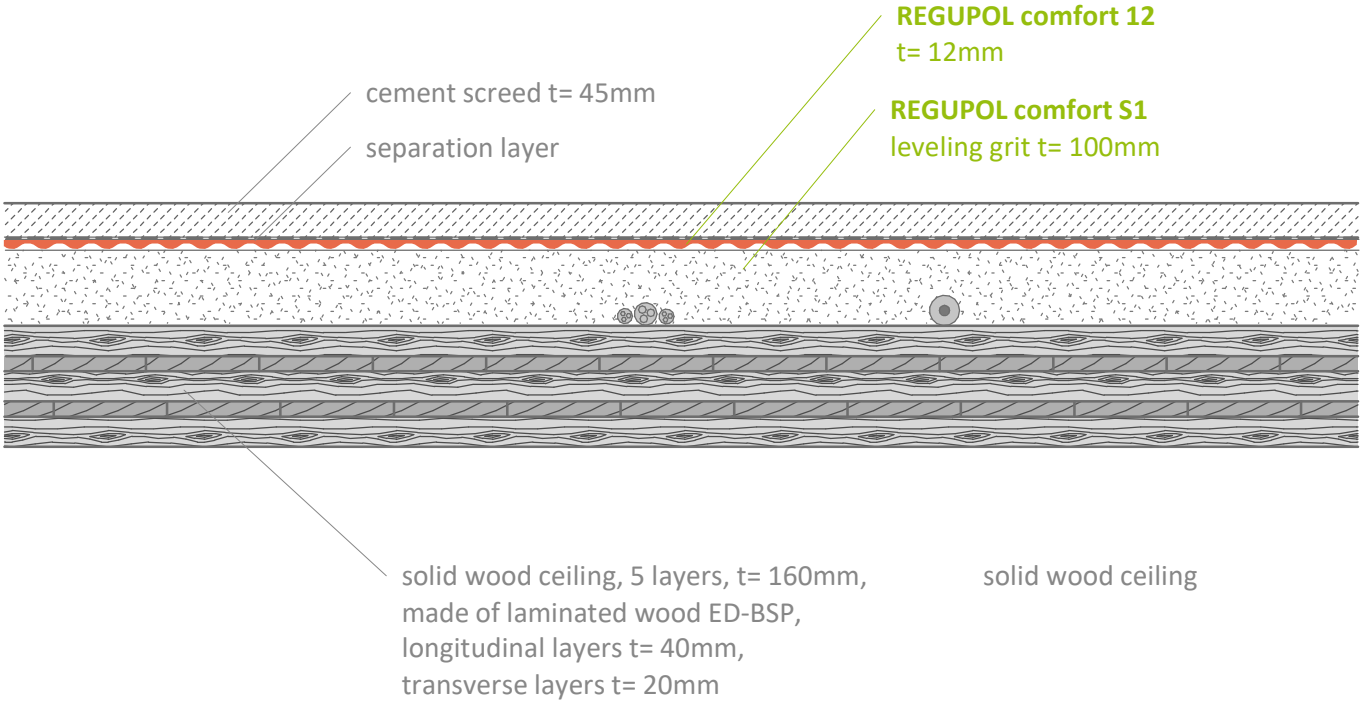 REGUPOL comfort 12
t= 12mm
cement screed t= 45mm
REGUPOL comfort S1
leveling grit t= 100mm
separation layer
solid wood ceiling, 5 layers, t= 160mm,
made of laminated wood ED-BSP,
longitudinal layers t= 40mm,
transverse layers t= 20mm
solid wood ceiling